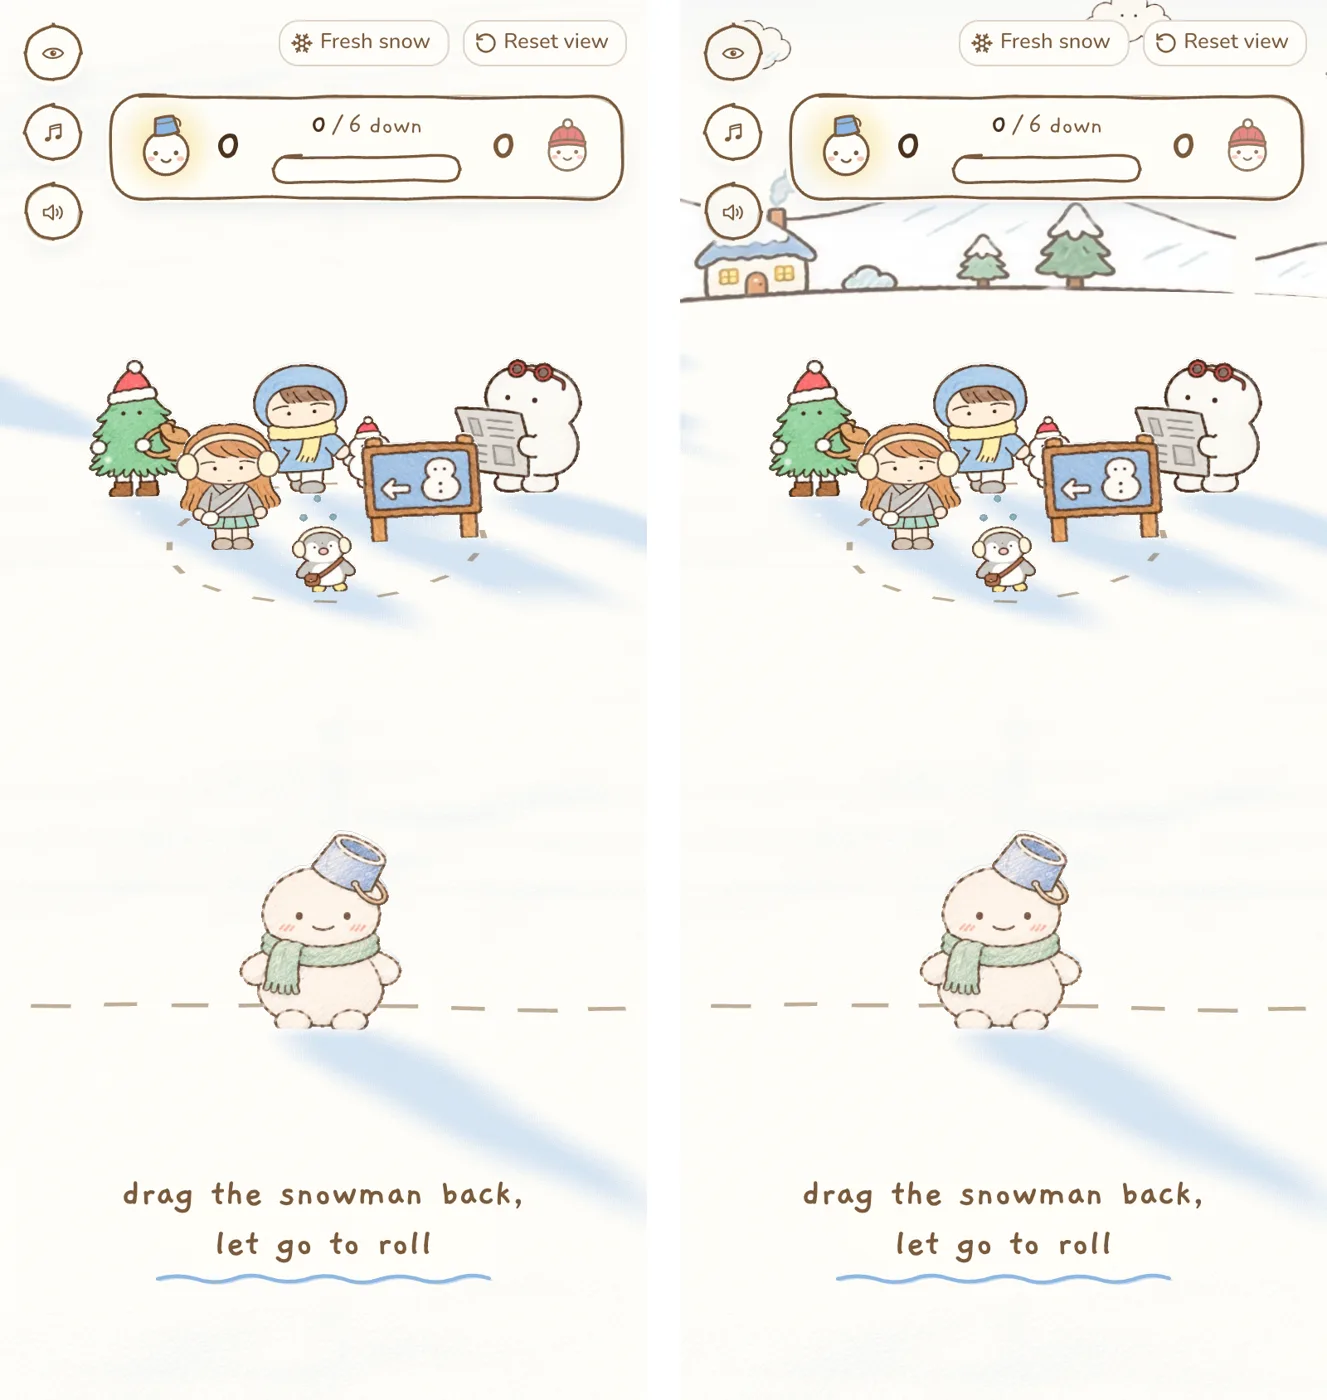 Fresh snow
Reset view
0
0 / 6 down
0
drag the snowman back,
let go to roll
Fresh snow
Reset view
0
0 / 6 down
0
drag the snowman back,
let go to roll